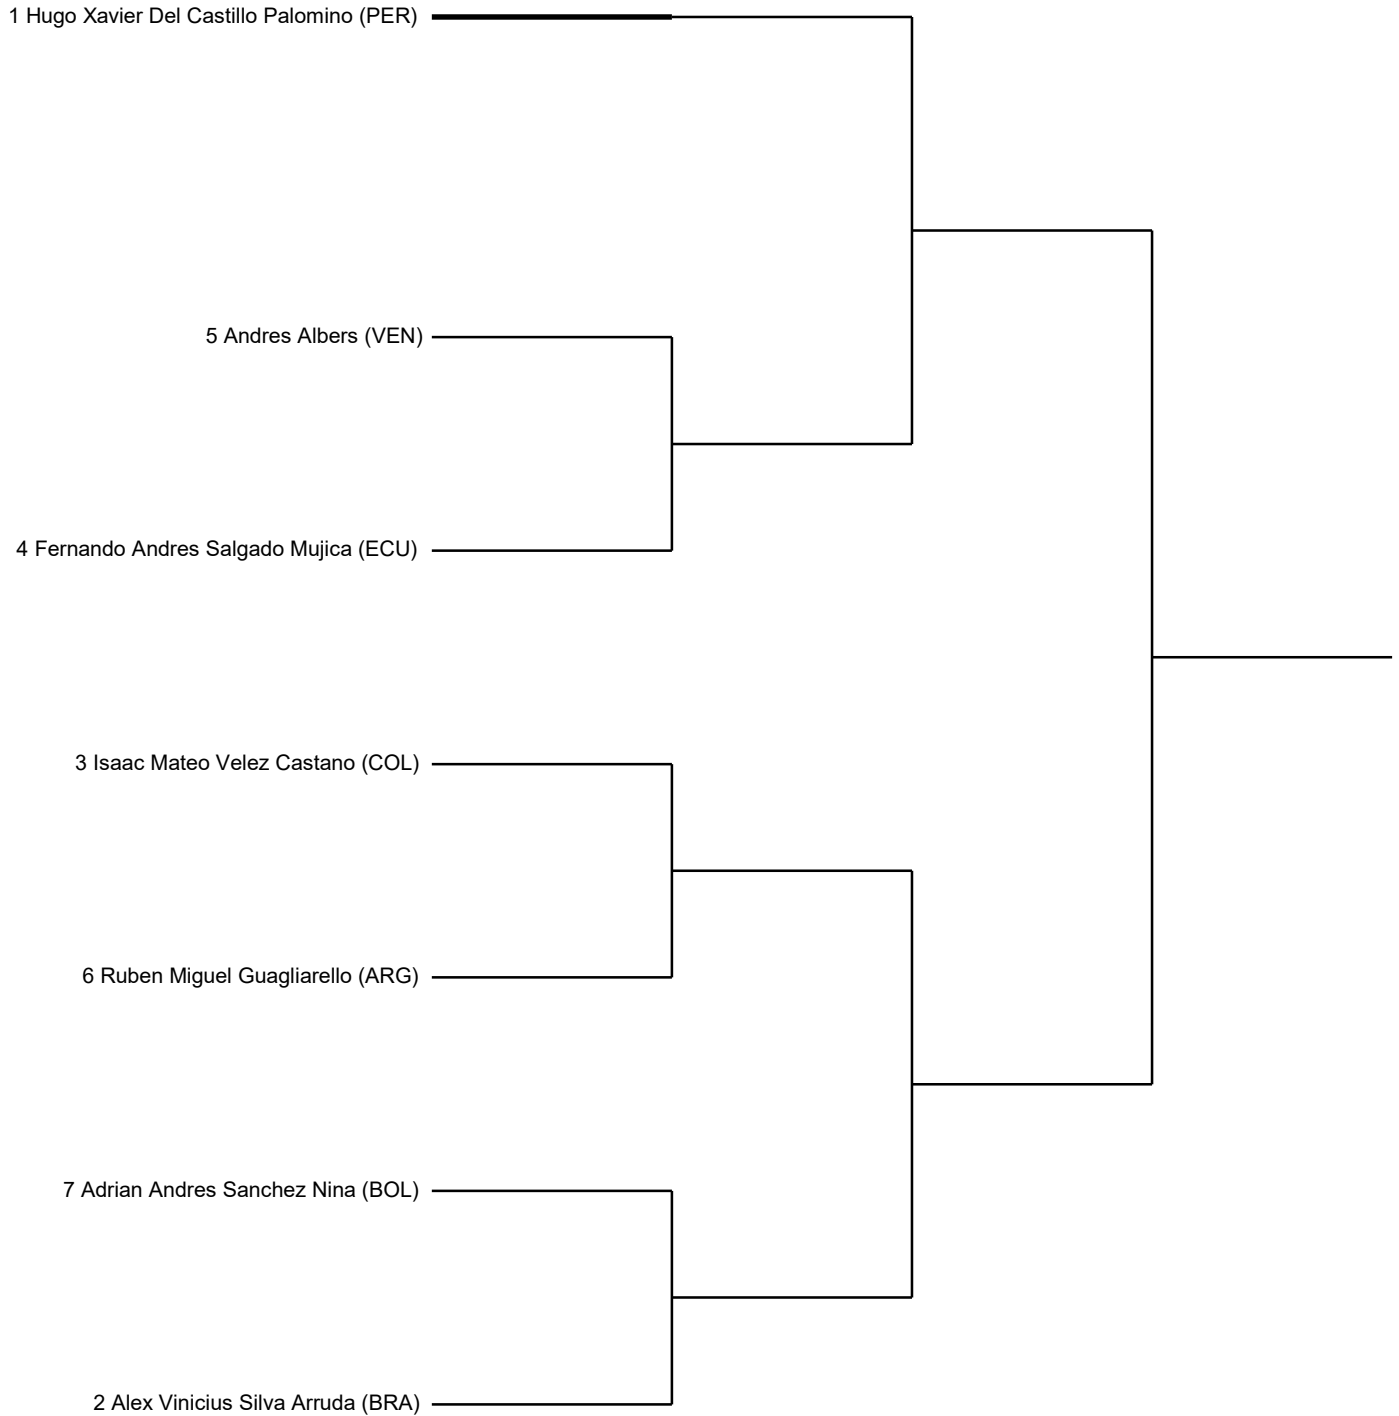 1 Hugo Xavier Del Castillo Palomino (PER)
5 Andres Albers (VEN)
4 Fernando Andres Salgado Mujica (ECU)
3 Isaac Mateo Velez Castano (COL)
6 Ruben Miguel Guagliarello (ARG)
7 Adrian Andres Sanchez Nina (BOL)
2 Alex Vinicius Silva Arruda (BRA)